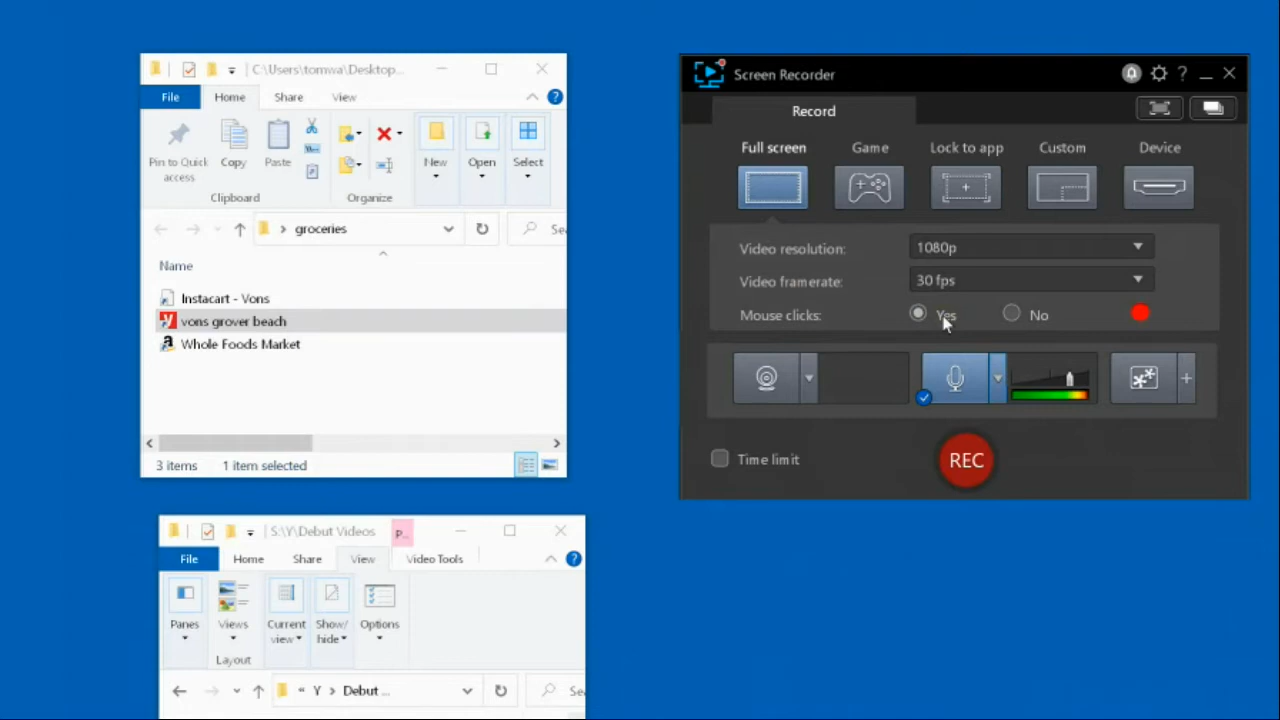 C:\Users\tomwa\Desktop...
File Home Share View
Pin to Quick access
Copy
Paste
New
Open
Select
Clipboard
Organize
groceries
Name
Instacart - Vons
vons grover beach
Whole Foods Market
3 items 1 item selected
S:\Y\Debut Videos
File Home Share View Video Tools
Panes
Views
Current view
Show/ hide
Options
Layout
« Y > Debut ...
Screen Recorder
?
Record
Full screen Game Lock to app Custom Device
Video resolution: 1080p
Video framerate: 30 fps
Mouse clicks: Yes No
Time limit
REC